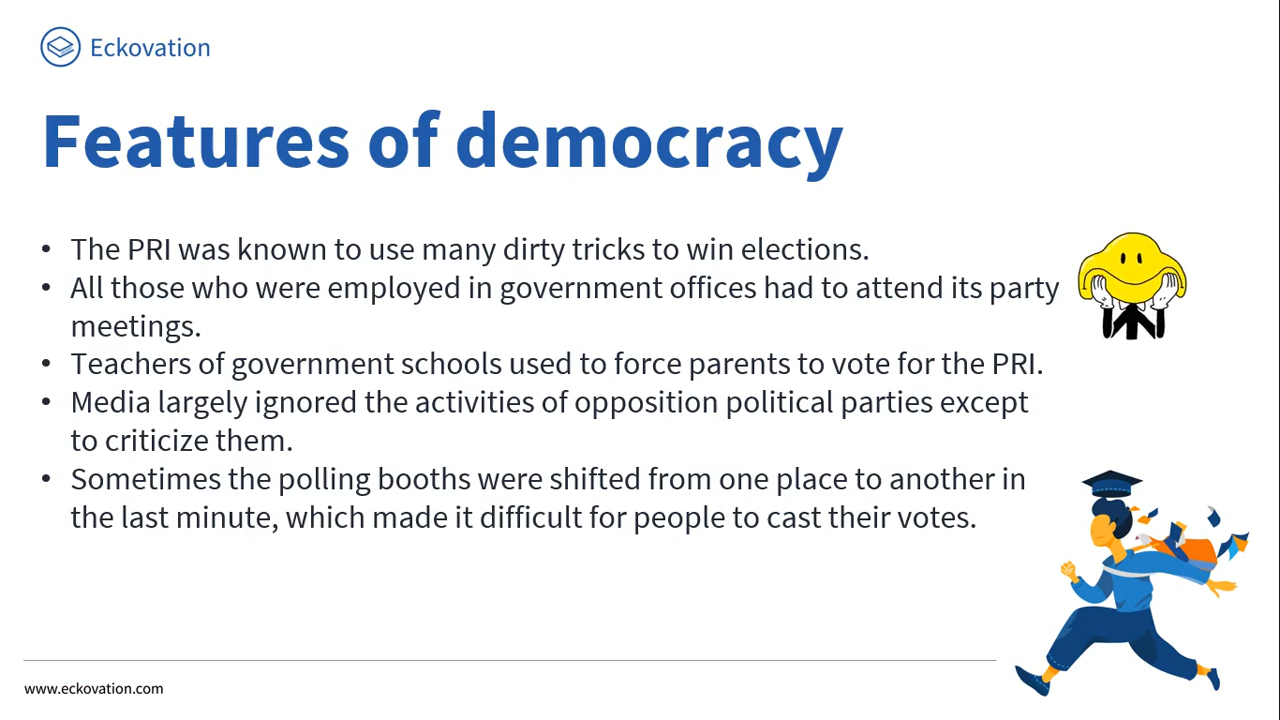 Eckovation
Features of democracy
• The PRI was known to use many dirty tricks to win elections.
• All those who were employed in government offices had to attend its party
meetings.
• Teachers of government schools used to force parents to vote for the PRI.
• Media largely ignored the activities of opposition political parties except
to criticize them.
• Sometimes the polling booths were shifted from one place to another in
the last minute, which made it difficult for people to cast their votes.
www.eckovation.com